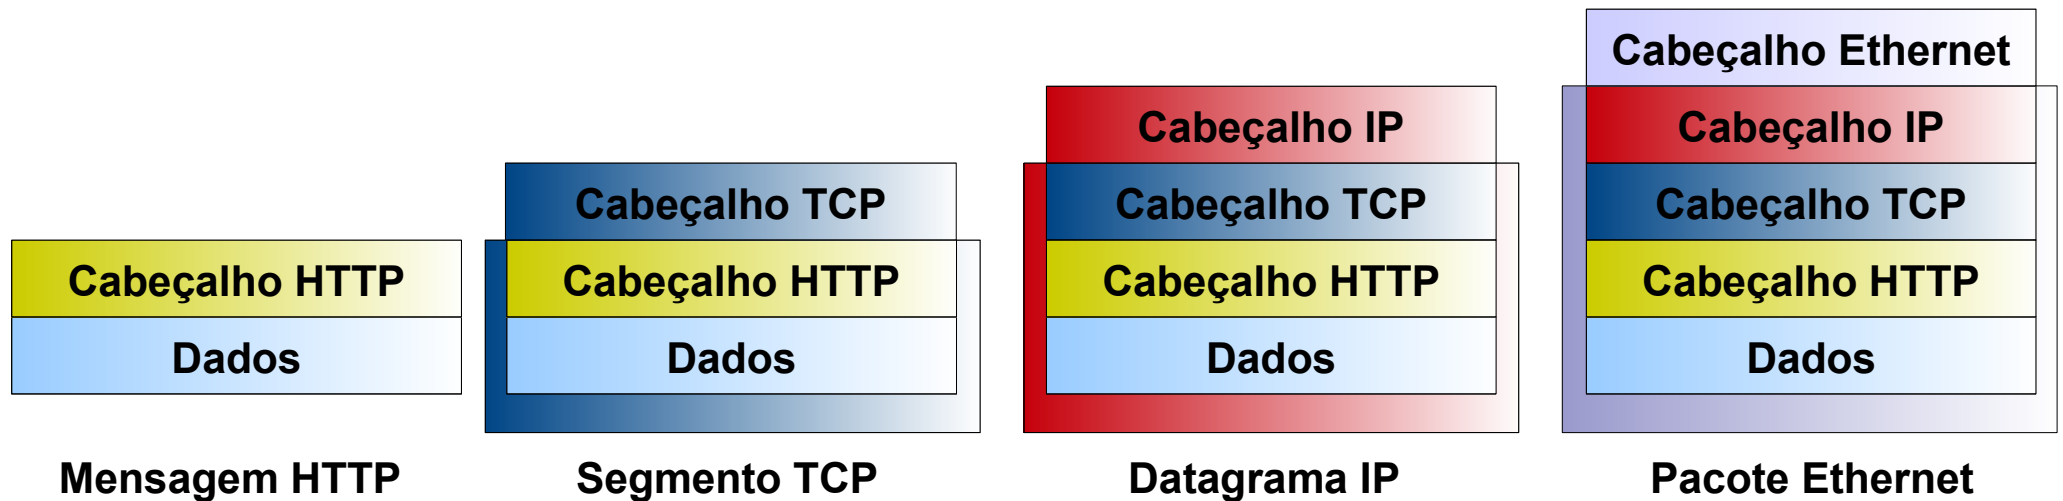 Cabeçalho HTTP
Dados
Mensagem HTTP
Cabeçalho TCP
Cabeçalho HTTP
Dados
Segmento TCP
Cabeçalho IP
Cabeçalho TCP
Cabeçalho HTTP
Dados
Datagrama IP
Cabeçalho Ethernet
Cabeçalho IP
Cabeçalho TCP
Cabeçalho HTTP
Dados
Pacote Ethernet